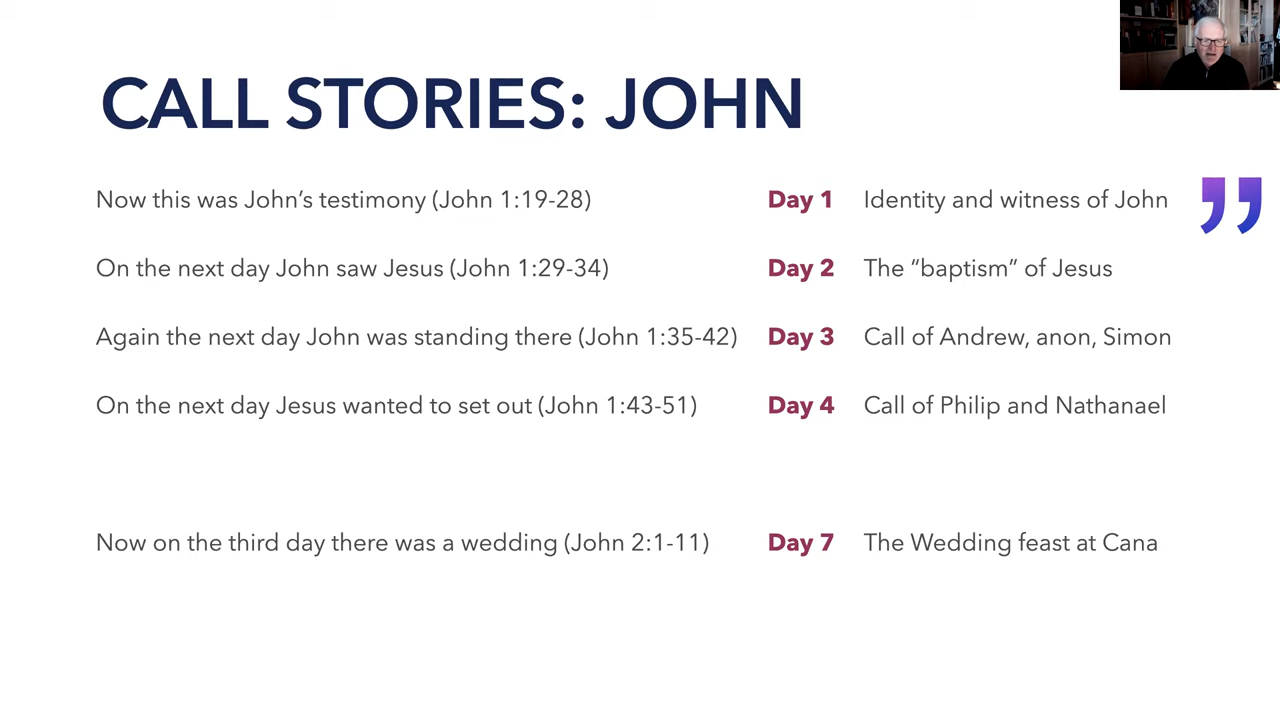 CALL STORIES: JOHN
Now this was John’s testimony (John 1:19-28) Day 1 Identity and witness of John
On the next day John saw Jesus (John 1:29-34) Day 2 The “baptism” of Jesus
Again the next day John was standing there (John 1:35-42) Day 3 Call of Andrew, anon, Simon
On the next day Jesus wanted to set out (John 1:43-51) Day 4 Call of Philip and Nathanael
Now on the third day there was a wedding (John 2:1-11) Day 7 The Wedding feast at Cana